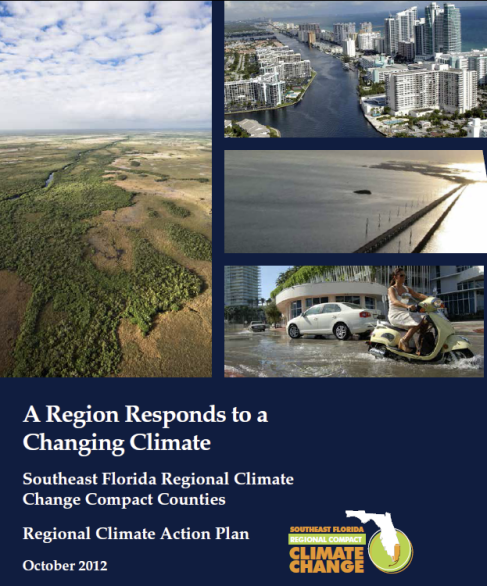 A Region Responds to a
Changing Climate
Southeast Florida Regional Climate
Change Compact Counties
Regional Climate Action Plan
October 2012
SOUTHEAST FLORIDA
REGIONAL COMPACT
CLIMATE
CHANGE